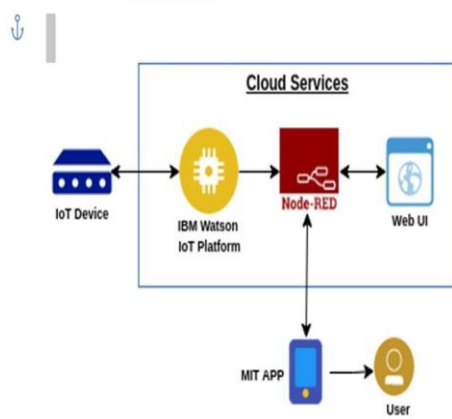 Cloud Services
IoT Device
IBM Watson
IoT Platform
Node-RED
Web UI
MIT APP
User